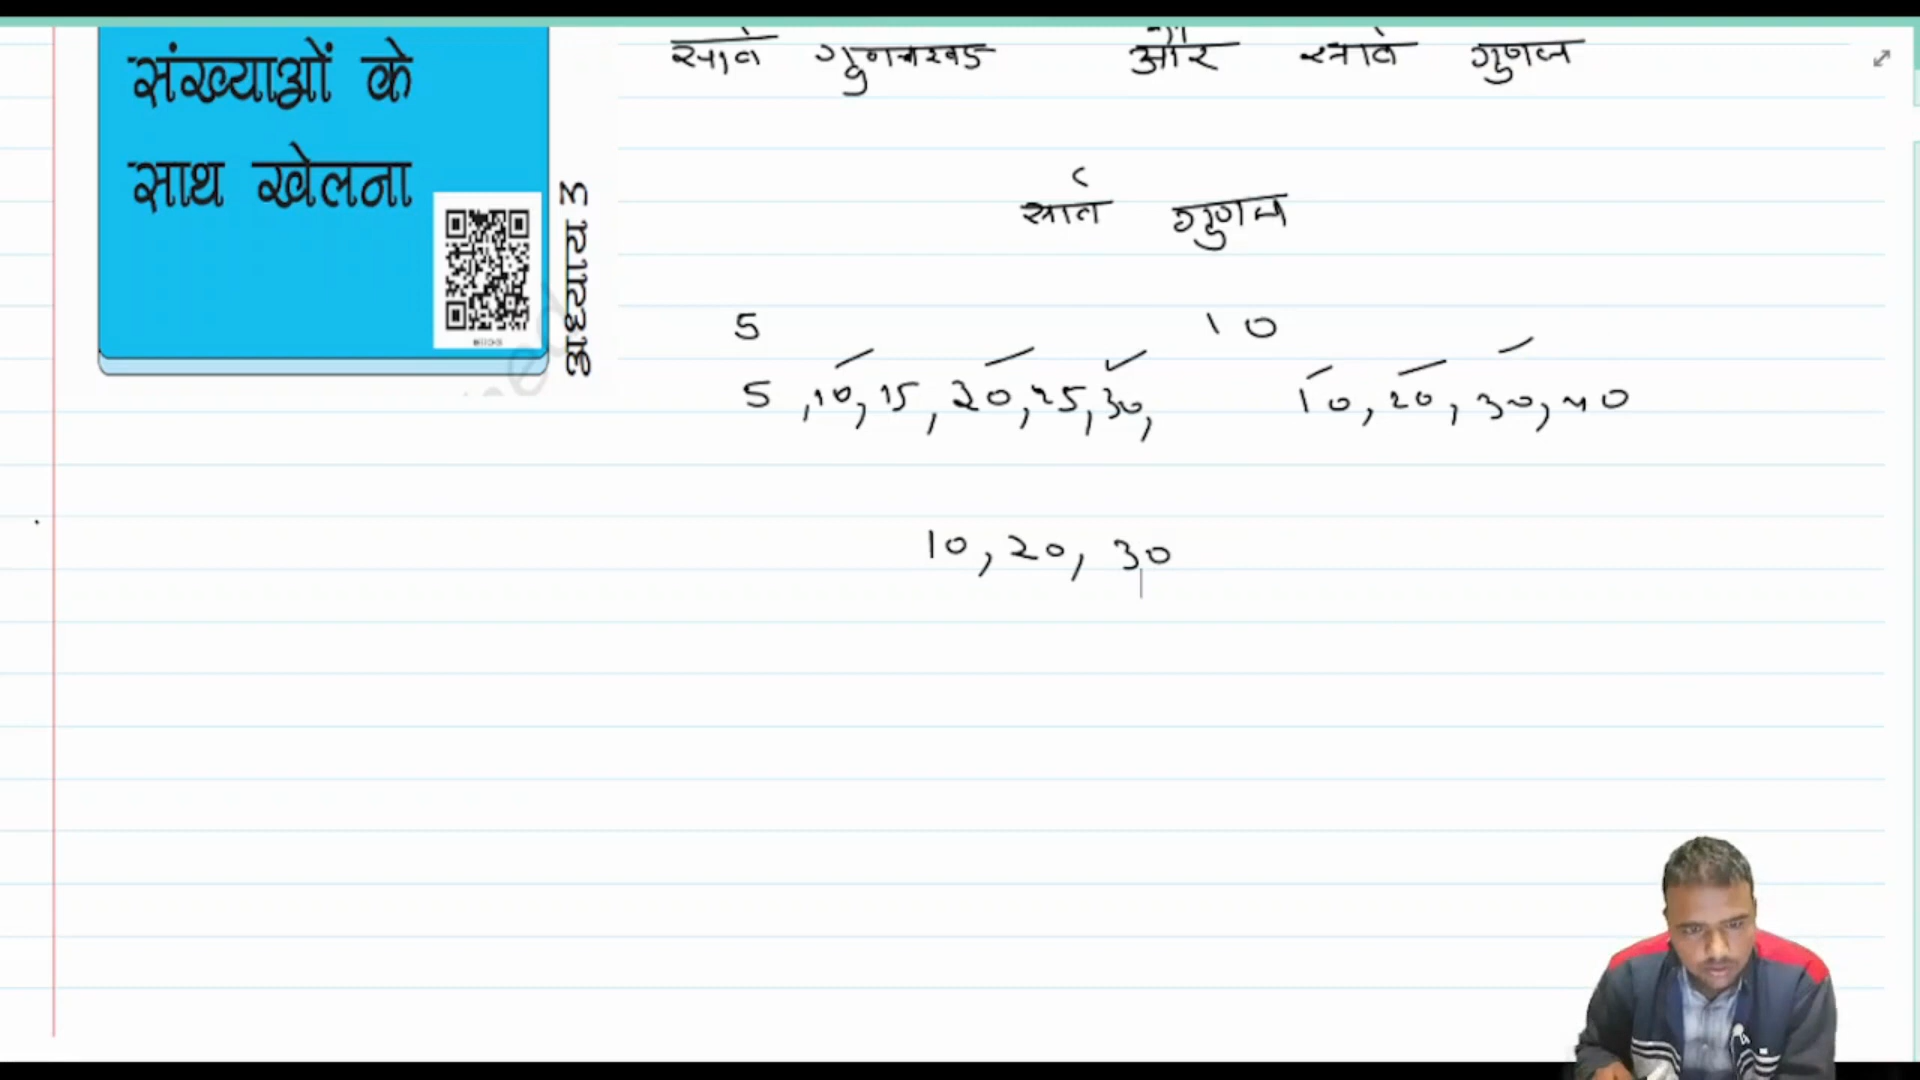 सार्व गुणनखंड और सार्व गुणज
संख्याओं के
साथ खेलना
अध्याय 3
सार्व गुणज
5 10
5 ,10, 15, 20, 25, 30, 10, 20, 30, 40
10, 20, 30